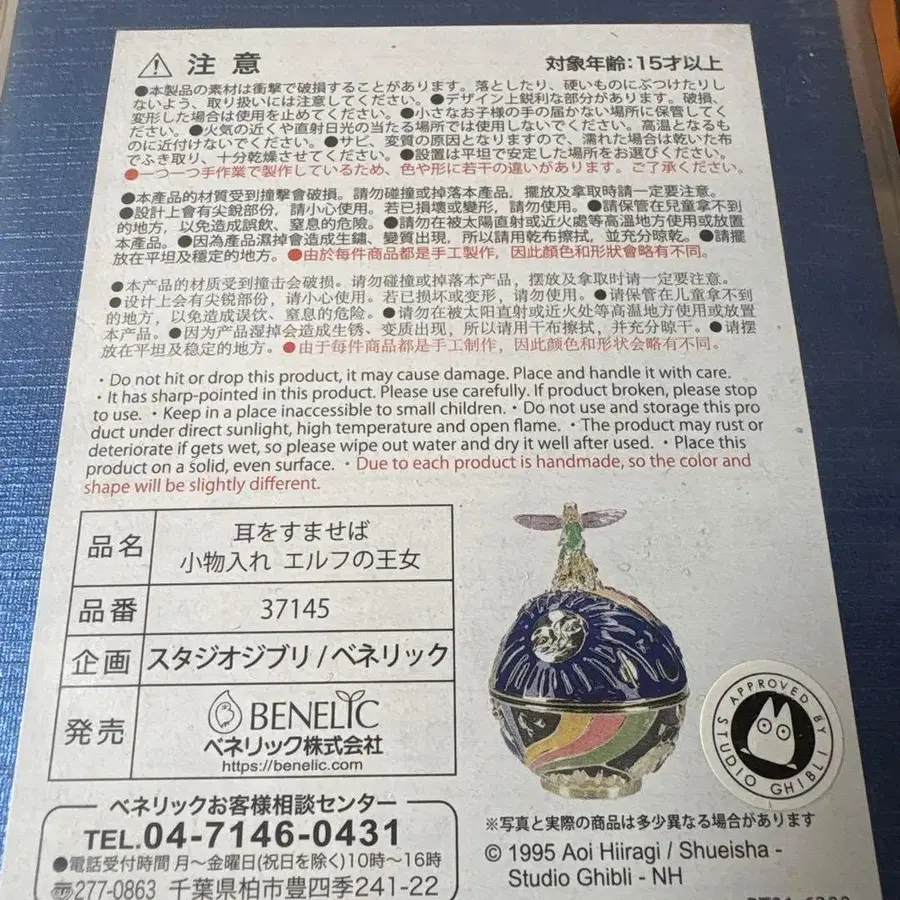 注意
対象年齢:15才以上
●本製品の素材は衝撃で破損することがあります。落としたり、硬いものにぶつけたりし
ないよう、取り扱いには注意してください。●デザイン上鋭利な部分があります。破損、
変形した場合は使用を止めてください。●小さなお子様の手の届かない場所に保管してく
ださい。●火気の近くや直射日光の当たる場所では使用しないでください。高温となるも
のに近付けないでください。●サビ、変質の原因となりますので、濡れた場合は乾いた布
でふき取り、十分乾燥させてください。●設置は平坦で安定した場所をお選びください。
●一つ一つ手作業で製作しているため、色や形に若干の違いがあります。ご了承ください。
●本產品的材質受到撞擊會破損。請勿碰撞或掉落本產品，擺放及拿取時請一定要注意。
●設計上會有尖銳部份，請小心使用。若已損壞或變形，請勿使用。●請保管在兒童拿不到
的地方，以免造成誤飲、窒息的危險。●請勿在被太陽直射或近火處等高溫地方使用或放置
本產品。●因為產品濕掉會造成生鏽、變質出現，所以請用乾布擦拭，並充分晾乾。●請擺
放在平坦及穩定的地方。●由於每件商品都是手工製作，因此顏色和形狀會略有不同。
●本产品的材质受到撞击会破损。请勿碰撞或掉落本产品，摆放及拿取时请一定要注意。
●设计上会有尖锐部份，请小心使用。若已损坏或变形，请勿使用。●请保管在儿童拿不到
的地方，以免造成误饮、窒息的危险。●请勿在被太阳直射或近火处等高温地方使用或放置
本产品。●因为产品湿掉会造成生锈、变质出现，所以请用干布擦拭，并充分晾干。●请摆
放在平坦及稳定的地方。●由于每件商品都是手工制作，因此颜色和形状会略有不同。
・Do not hit or drop this product, it may cause damage. Place and handle it with care.
・It has sharp-pointed in this product. Please use carefully. If product broken, please stop
to use. ・Keep in a place inaccessible to small children. ・Do not use and storage this pro
duct under direct sunlight, high temperature and open flame. ・The product may rust or
deteriorate if gets wet, so please wipe out water and dry it well after used. ・Place this
product on a solid, even surface. ・Due to each product is handmade, so the color and
shape will be slightly different.
品名
耳をすませば
小物入れ エルフの王女
品番
37145
企画
スタジオジブリ/ベネリック
発売
BENELIC
ベネリック株式会社
https://benelic.com
APPROVED BY
STUDIO GHIBLI
ベネリックお客様相談センター
TEL.04-7146-0431
●電話受付時間 月～金曜日(祝日を除く)10時～16時
〠277-0863 千葉県柏市豊四季241-22
※写真と実際の商品は多少異なる場合があります
© 1995 Aoi Hiiragi / Shueisha -
Studio Ghibli - NH